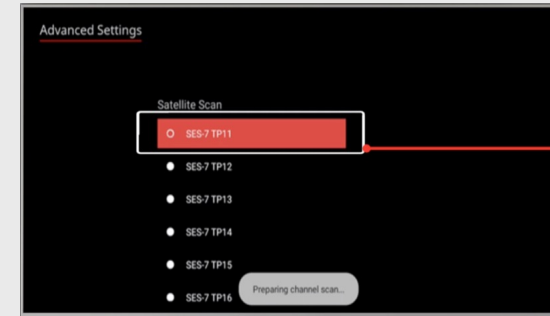 Advanced Settings
Satellite Scan
SES-7 TP11
SES-7 TP12
SES-7 TP13
SES-7 TP14
SES-7 TP15
SES-7 TP16
Preparing channel scan...